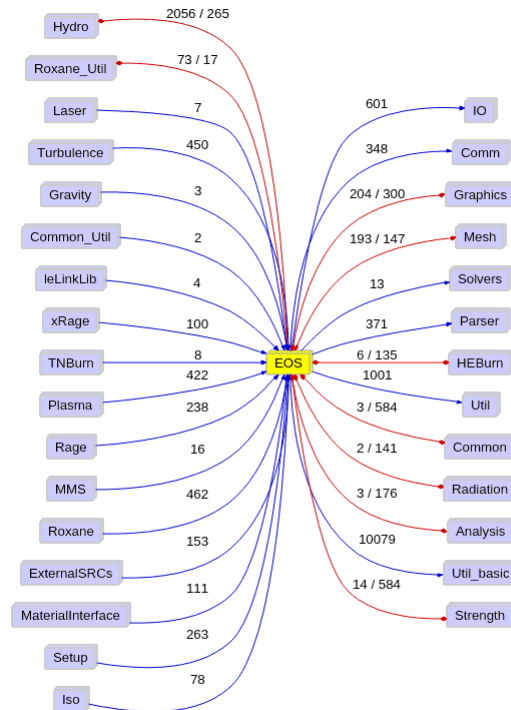 Hydro
2056 / 265
Roxane_Util
73 / 17
Laser
7
Turbulence
450
Gravity
3
Common_Util
2
leLinkLib
4
xRage
100
TNBurn
8
Plasma
422
Rage
238
MMS
16
Roxane
462
ExternalSRCs
153
MaterialInterface
111
Setup
263
Iso
78
EOS
601
IO
348
Comm
204 / 300
Graphics
193 / 147
Mesh
13
Solvers
371
Parser
6 / 135
HEBurn
1001
Util
3 / 584
Common
2 / 141
Radiation
3 / 176
Analysis
10079
Util_basic
14 / 584
Strength